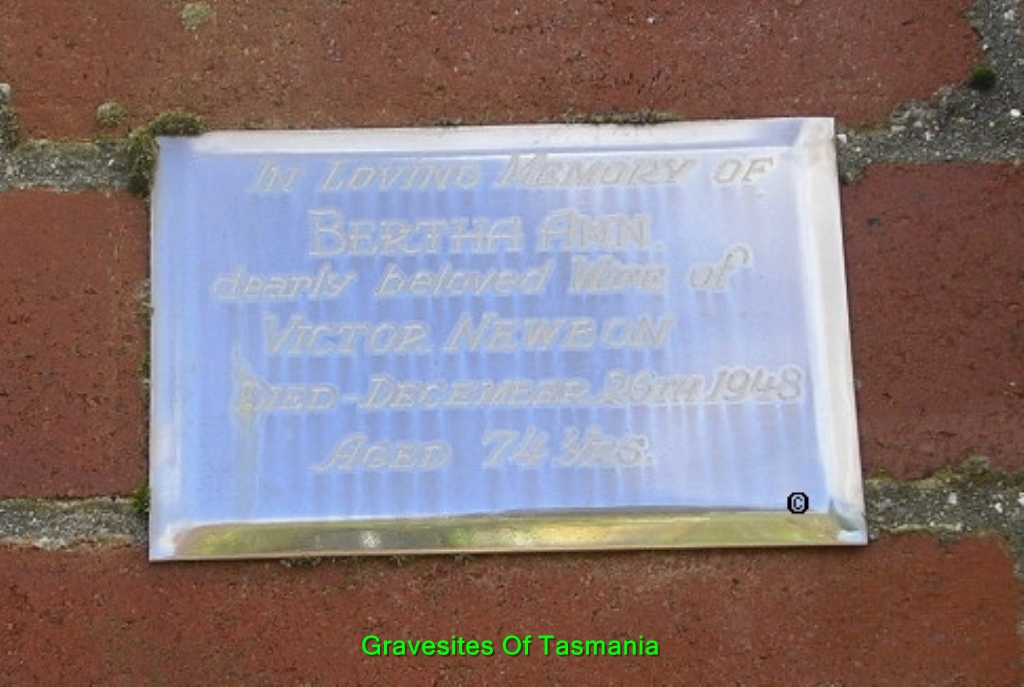 IN LOVING MEMORY OF
BERTHA ANN.
dearly beloved Wife of
VICTOR NEWBON
DIED - DECEMBER 26TH 1948
AGED 74 YRS.
©
Gravesites Of Tasmania